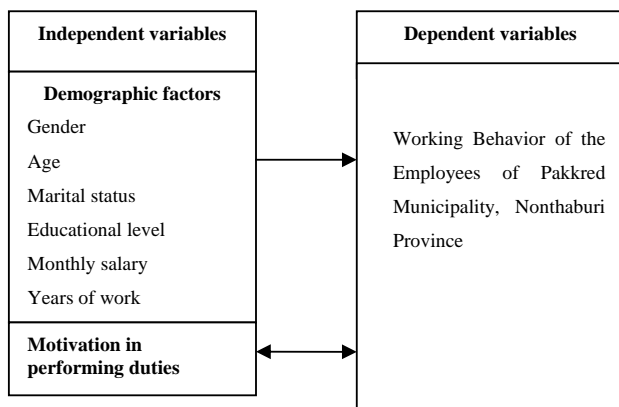 Independent variables
Demographic factors
Gender
Age
Marital status
Educational level
Monthly salary
Years of work
Motivation in
performing duties
Dependent variables
Working Behavior of the
Employees of Pakkred
Municipality, Nonthaburi
Province